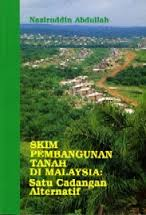 Nasiruddin Abdullah
SKIM
PEMBANGUNAN
TANAH
DI MALAYSIA:
Satu Cadangan
Alternatif